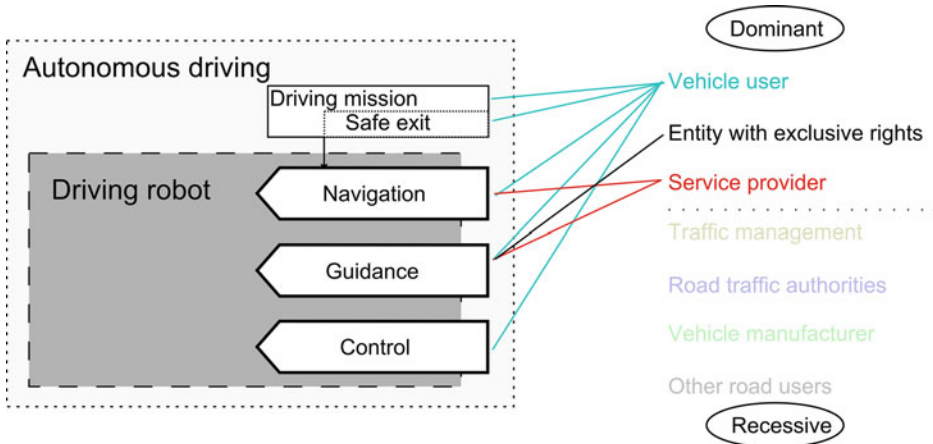 Autonomous driving
Driving mission
Safe exit
Driving robot
Navigation
Guidance
Control
Dominant
Vehicle user
Entity with exclusive rights
Service provider
Traffic management
Road traffic authorities
Vehicle manufacturer
Other road users
Recessive